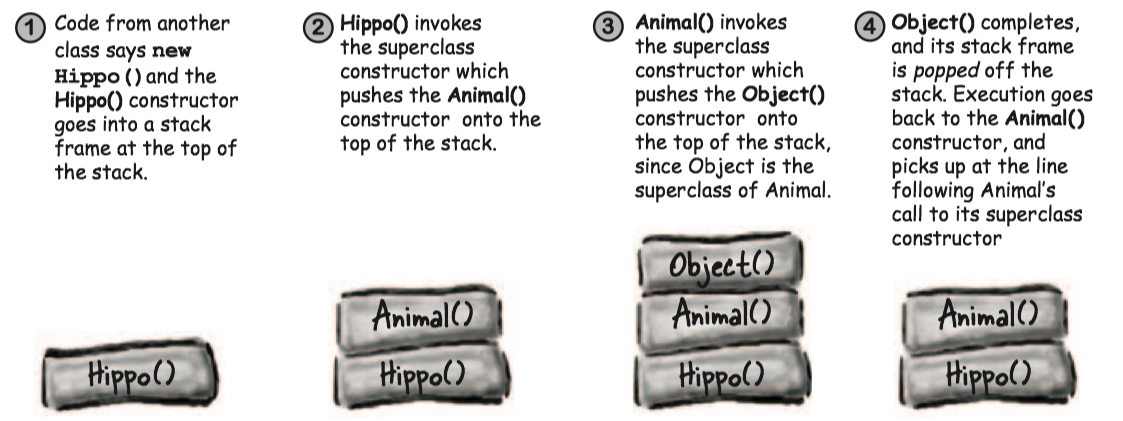 1 Code from another
class says new
Hippo () and the
Hippo() constructor
goes into a stack
frame at the top of
the stack.
Hippo()
2 Hippo() invokes
the superclass
constructor which
pushes the Animal()
constructor onto the
top of the stack.
Animal()
Hippo()
3 Animal() invokes
the superclass
constructor which
pushes the Object()
constructor onto
the top of the stack,
since Object is the
superclass of Animal.
Object()
Animal()
Hippo()
4 Object() completes,
and its stack frame
is popped off the
stack. Execution goes
back to the Animal()
constructor, and
picks up at the line
following Animal's
call to its superclass
constructor
Animal()
Hippo()